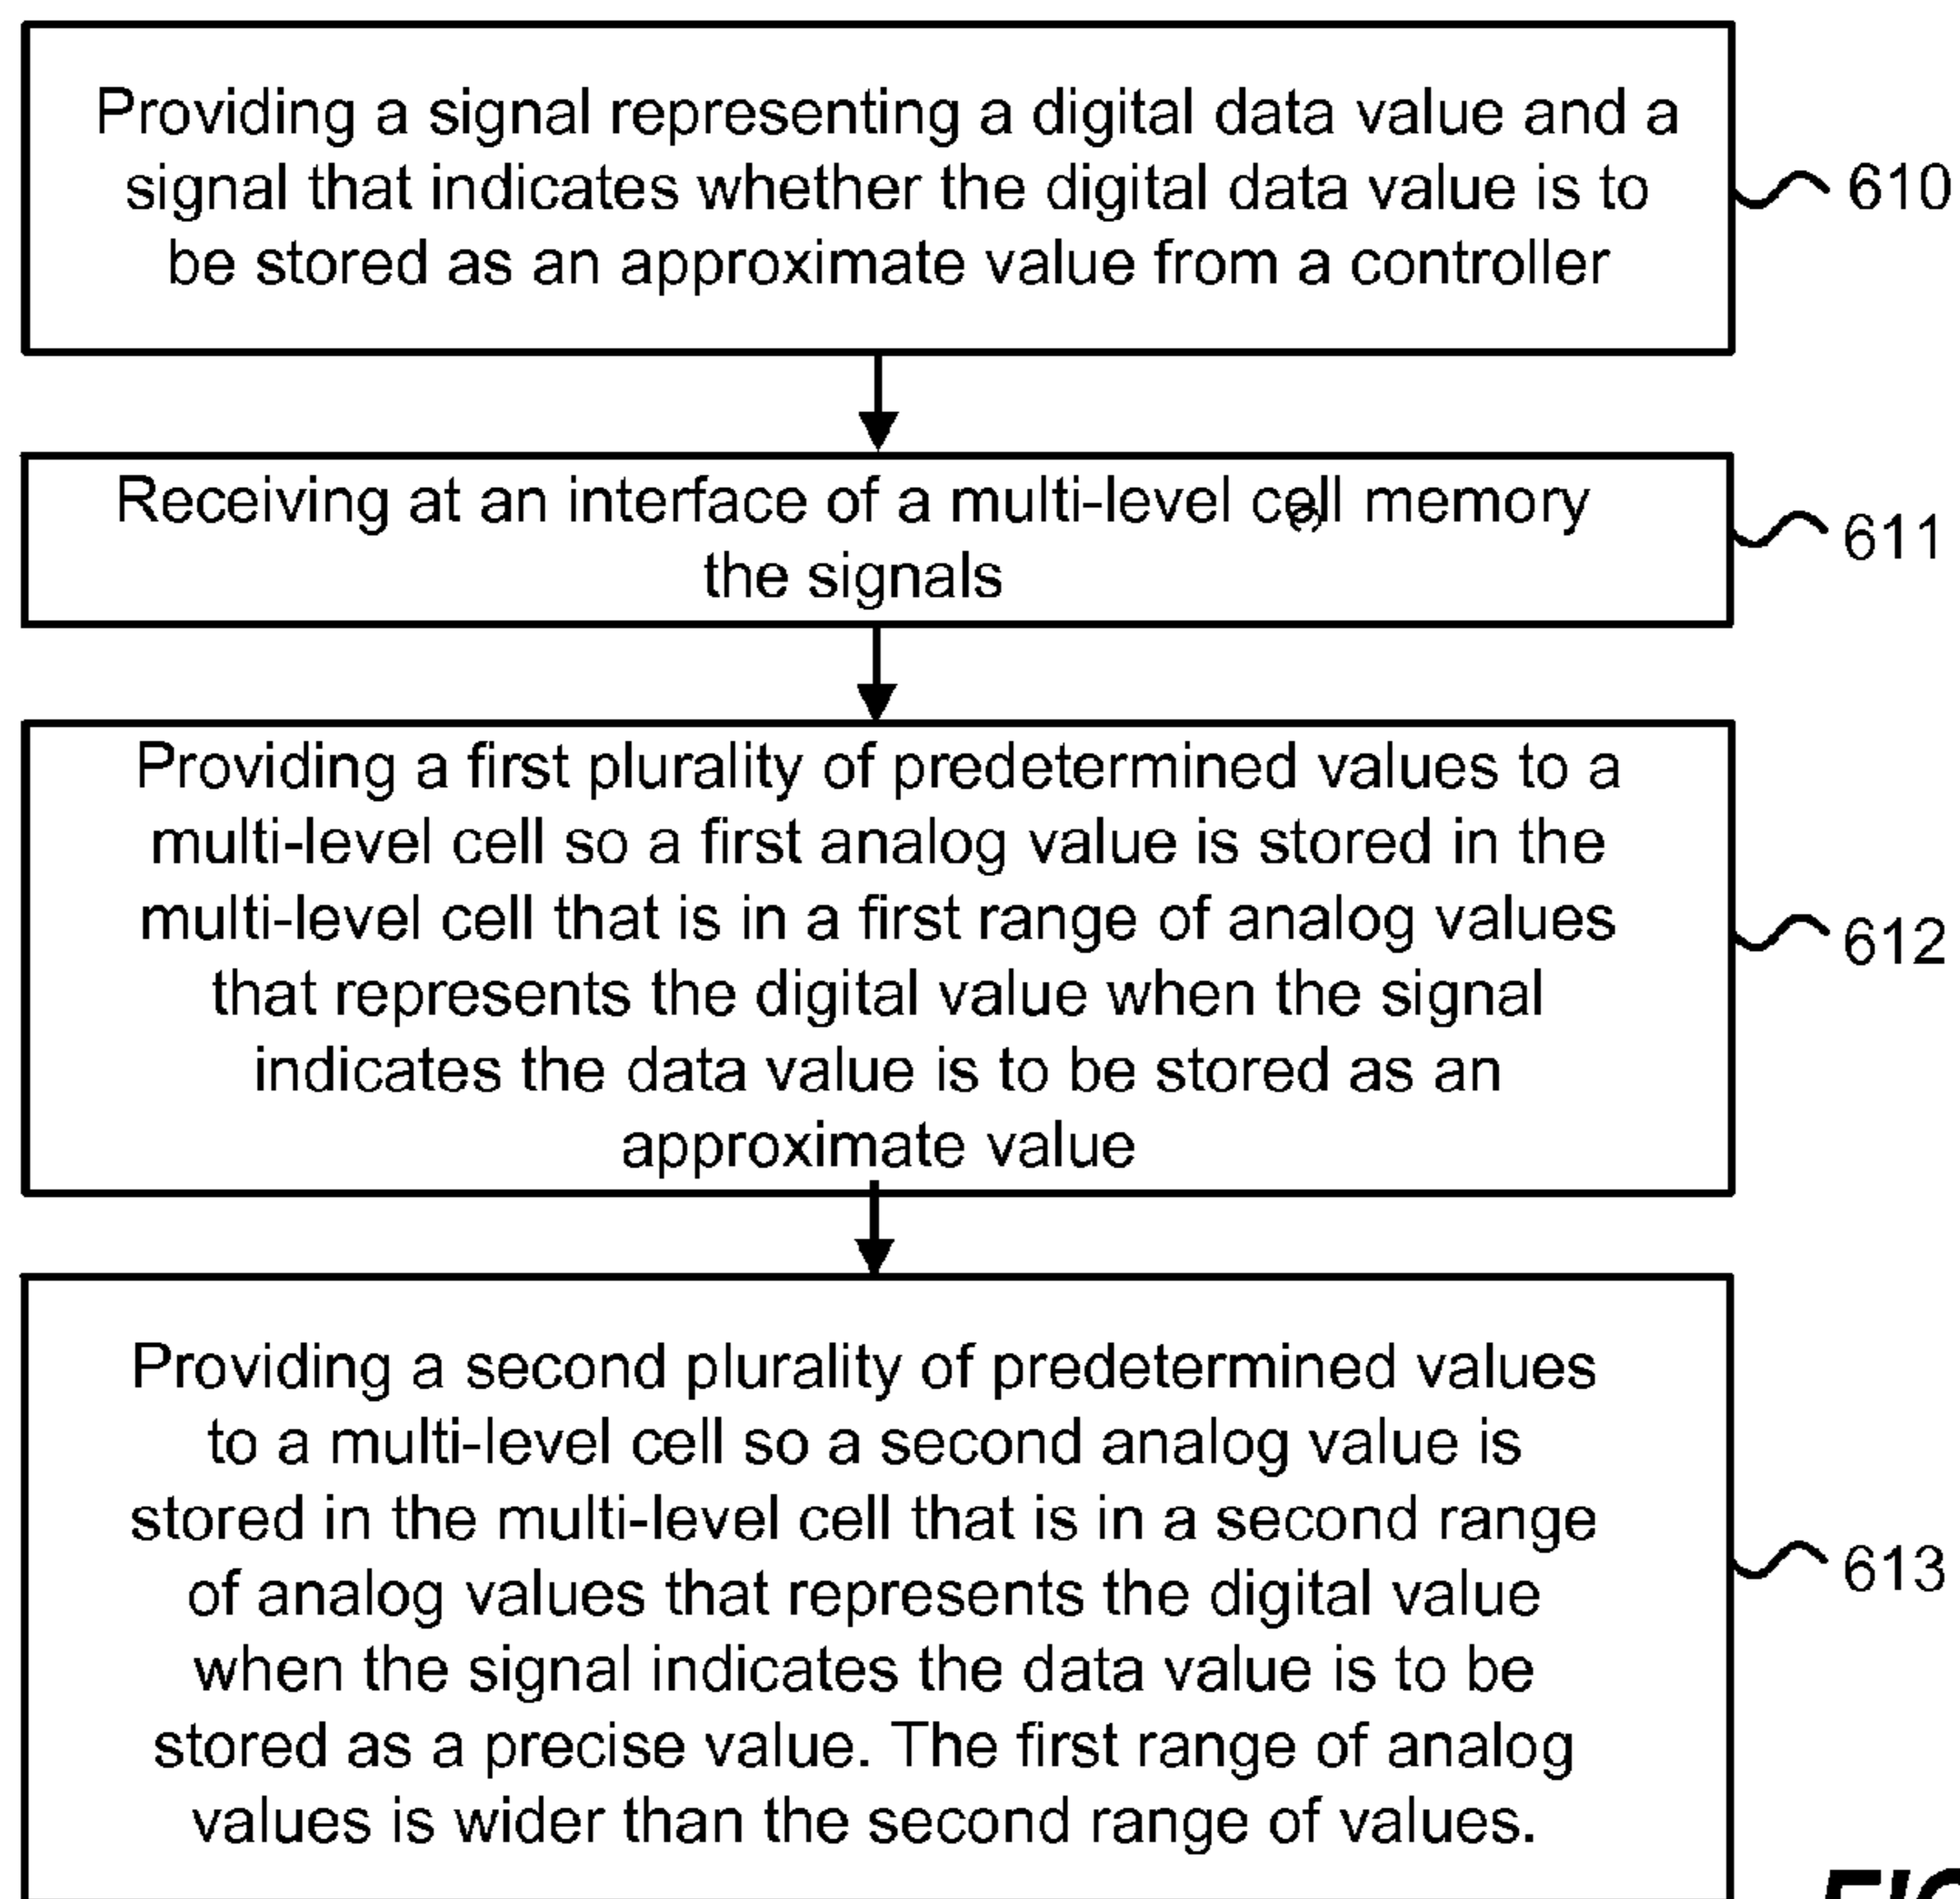 Providing a signal representing a digital data value and a
signal that indicates whether the digital data value is to
be stored as an approximate value from a controller
610
Receiving at an interface of a multi-level cell memory
the signals
611
Providing a first plurality of predetermined values to a
multi-level cell so a first analog value is stored in the
multi-level cell that is in a first range of analog values
that represents the digital value when the signal
indicates the data value is to be stored as an
approximate value
612
Providing a second plurality of predetermined values
to a multi-level cell so a second analog value is
stored in the multi-level cell that is in a second range
of analog values that represents the digital value
when the signal indicates the data value is to be
stored as a precise value. The first range of analog
values is wider than the second range of values.
613